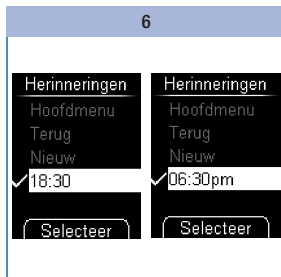 6
Herinneringen
Hoofdmenu
Terug
Nieuw
18:30
Selecteer
Herinneringen
Hoofdmenu
Terug
Nieuw
06:30pm
Selecteer